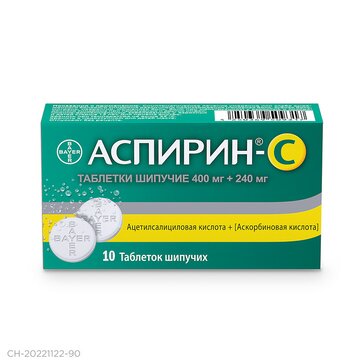 BAYER
BAYER
АСПИРИН-С
®
ТАБЛЕТКИ ШИПУЧИЕ 400 мг + 240 мг
Ацетилсалициловая кислота + [Аскорбиновая кислота]
BAYER
BAYER
10 Таблеток шипучих
CH-20221122-90